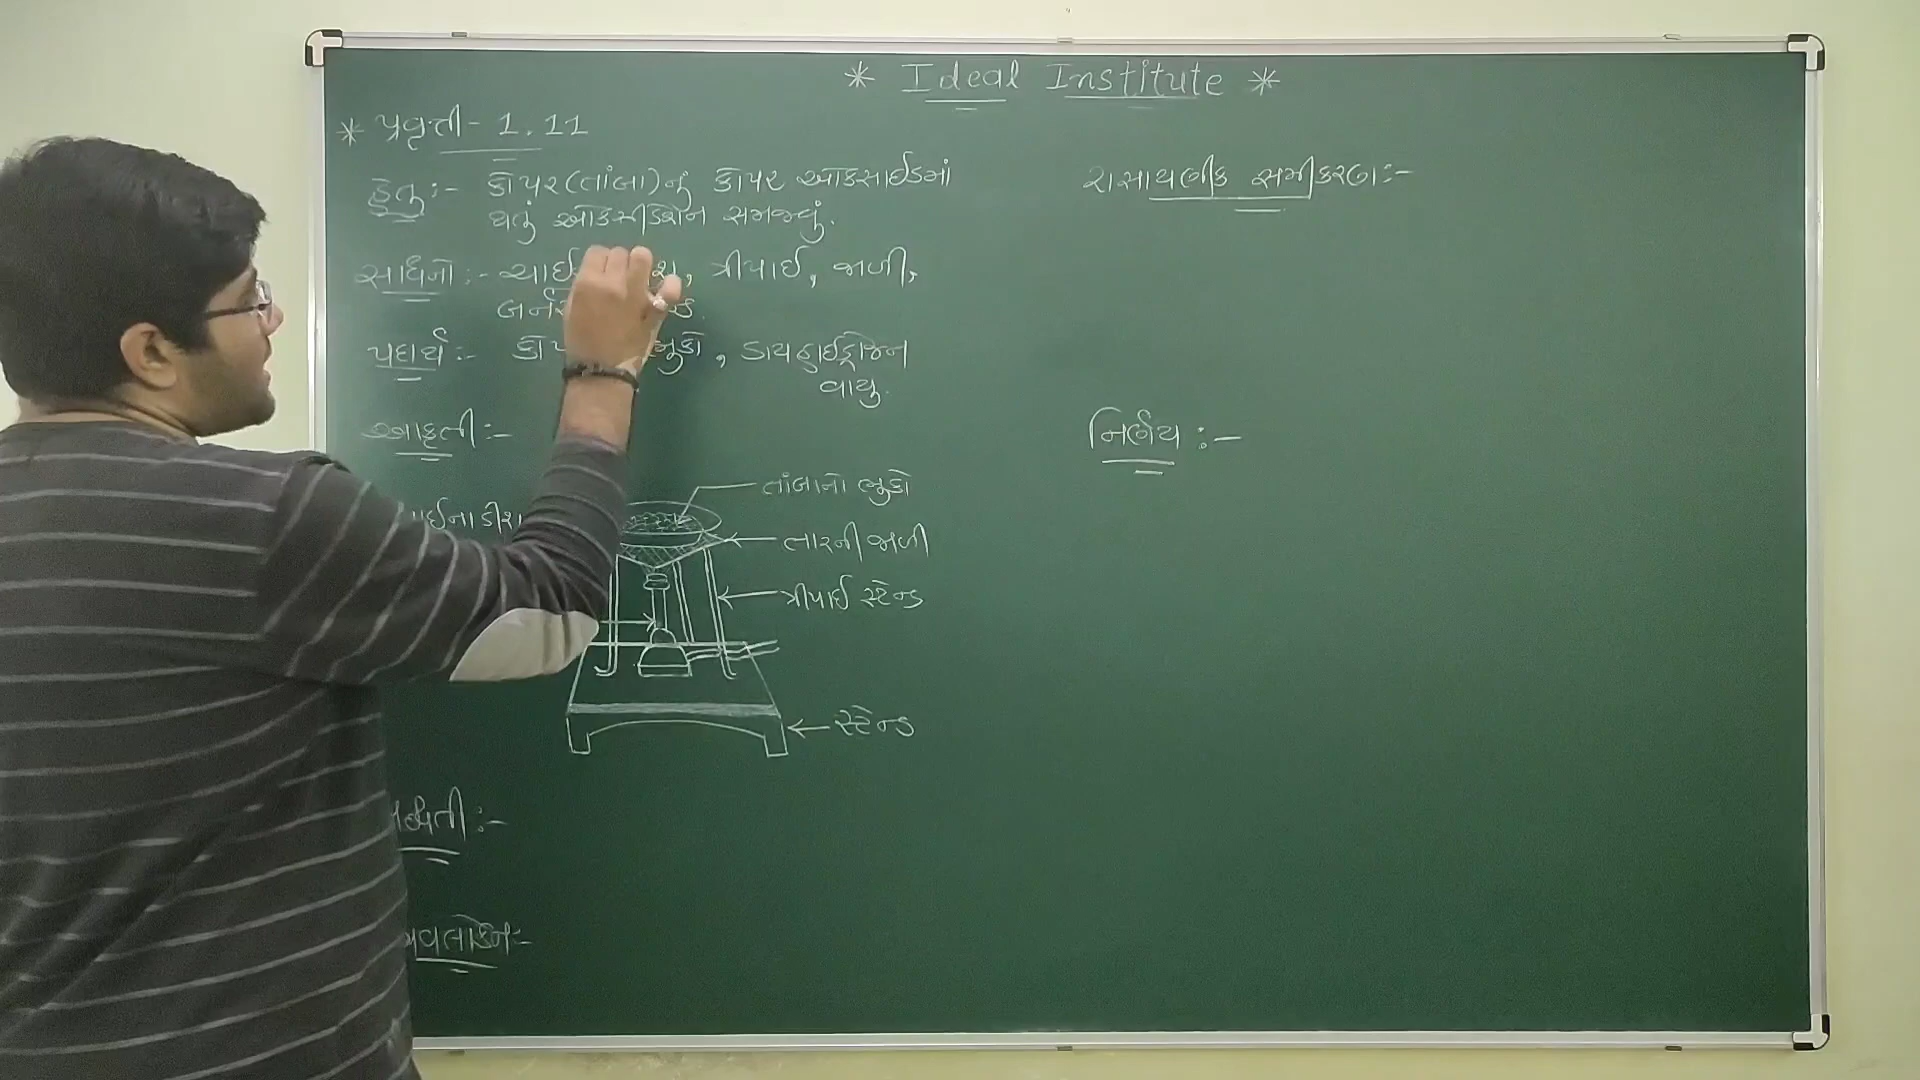 * Ideal Institute *
* પ્રવૃત્તી - 1.11
હેતુ :- કોપર(તાંબા)નું કોપર ઓક્સાઈડમાં
થતું ઓક્સીડેશન સમજવું.
સાધનો :- ત્રીપાઈ, જાળી,
પદાર્થ :- ભુકો, ડાયહાઈડ્રોજન
વાયુ.
આકૃતી :-
તાંબાનો ભુકો
તારની જાળી
ત્રીપાઈ સ્ટેન્ડ
સ્ટેન્ડ
રાસાયણીક સમીકરણ :-
નિર્ણય :-